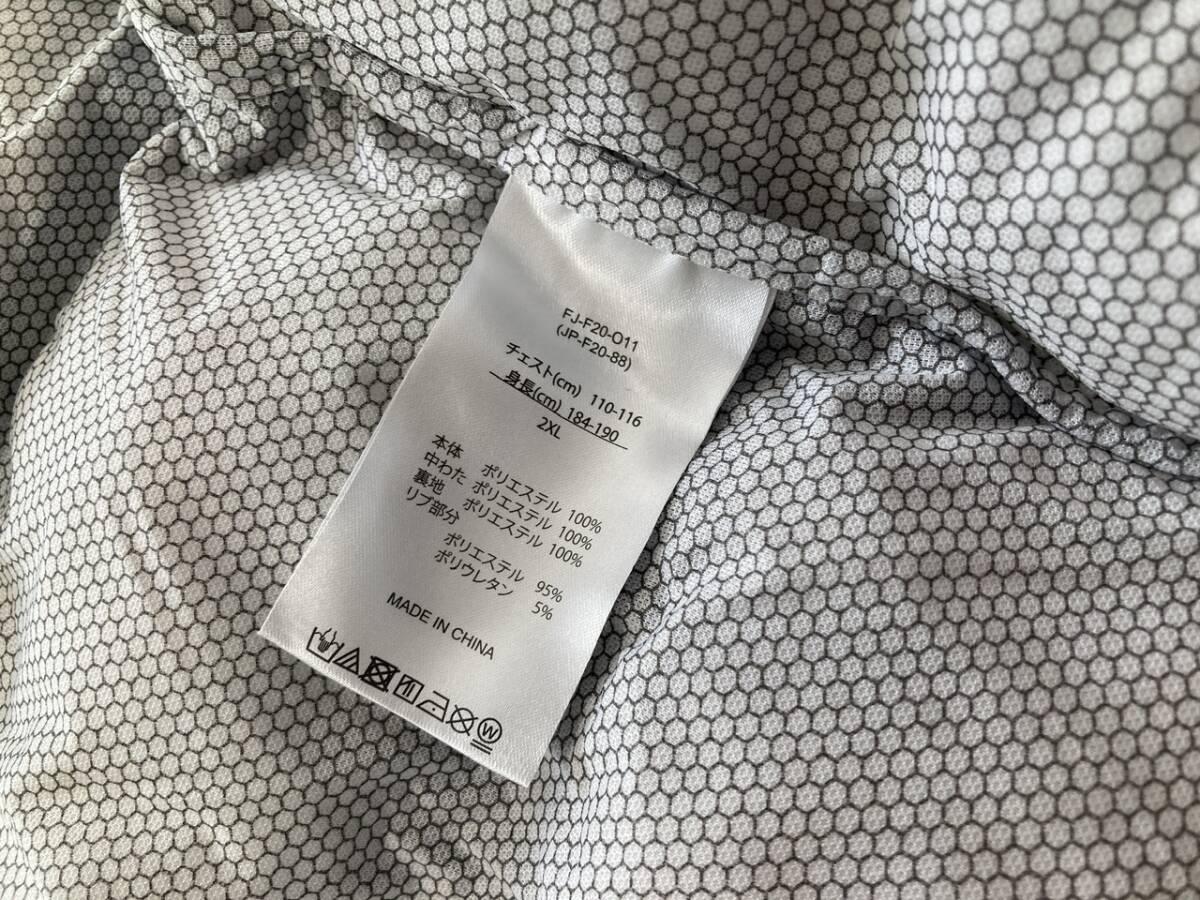 FJ-F20-O11
(JP-F20-88)
チェスト(cm) 110-116
身長(cm) 184-190
2XL
本体 ポリエステル 100%
中わた ポリエステル 100%
裏地 ポリエステル 100%
リブ部分
ポリエステル 95%
ポリウレタン 5%
MADE IN CHINA
W